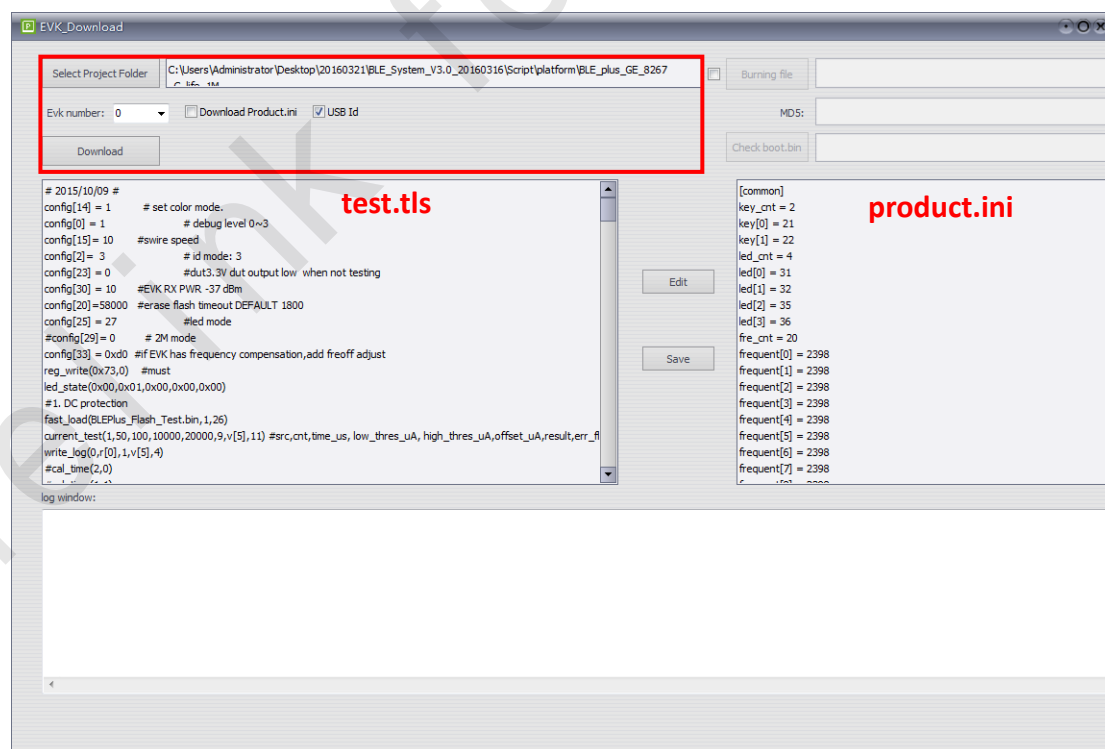 EVK_Download
Select Project Folder
C:\Users\Administrator\Desktop\20160321\BLE_System_V3.0_20160316\Script\platform\BLE_plus_GE_8267
Burning file
Evk number: 0
Download Product.ini
USB Id
MD5:
Download
Check boot.bin
test.tls
# 2015/10/09 #
config[14] = 1 # set color mode.
config[0] = 1 # debug level 0~3
config[15]= 10 #swire speed
config[2]= 3 # id mode: 3
config[23] = 0 #dut3.3V dut output low when not testing
config[30] = 10 #EVK RX PWR -37 dBm
config[20]=58000 #erase flash timeout DEFAULT 1800
config[25] = 27 #led mode
#config[29]= 0 # 2M mode
config[33] = 0xd0 #if EVK has frequency compensation,add freoff adjust
reg_write(0x73,0) #must
led_state(0x00,0x01,0x00,0x00,0x00)
#1. DC protection
fast_load(BLEPlus_Flash_Test.bin,1,26)
current_test(1,50,100,10000,20000,9,v[5],11) #src,cnt,time_us, low_thres_uA, high_thres_uA,offset_uA,result,err_fl
write_log(0,r[0],1,v[5],4)
#cal_time(2,0)
Edit
Save
product.ini
[common]
key_cnt = 2
key[0] = 21
key[1] = 22
led_cnt = 4
led[0] = 31
led[1] = 32
led[2] = 35
led[3] = 36
fre_cnt = 20
frequent[0] = 2398
frequent[1] = 2398
frequent[2] = 2398
frequent[3] = 2398
frequent[4] = 2398
frequent[5] = 2398
frequent[6] = 2398
frequent[7] = 2398
log window: